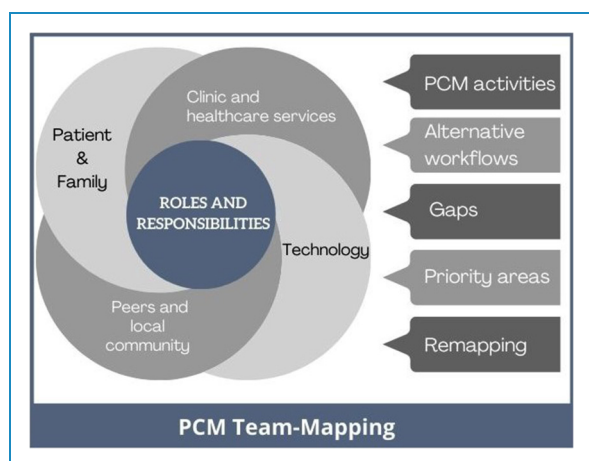 Patient
&
Family
Clinic and
healthcare services
ROLES AND
RESPONSIBILITIES
Technology
Peers and
local
community
PCM activities
Alternative
workflows
Gaps
Priority areas
Remapping
PCM Team-Mapping